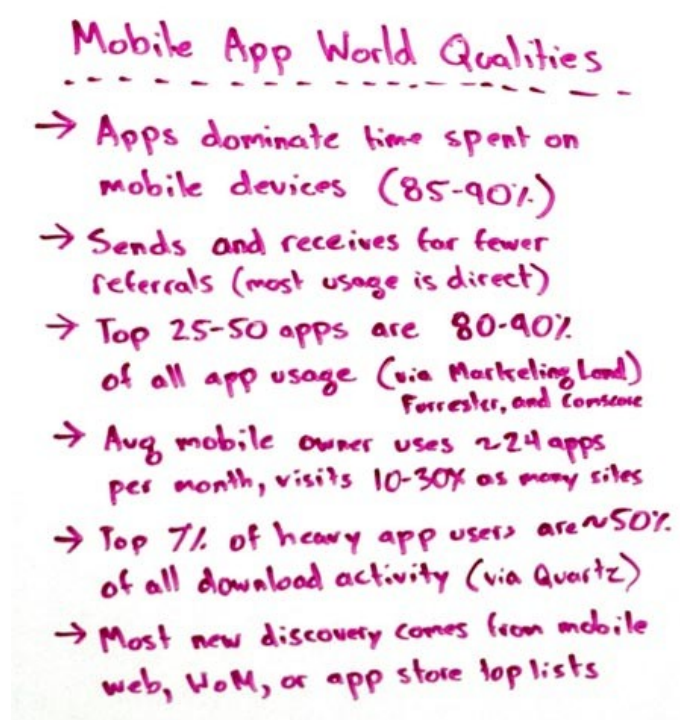 Mobile App World Qualities
→ Apps dominate time spent on
mobile devices (85-90%)
→ Sends and receives far fewer
referrals (most usage is direct)
→ Top 25-50 apps are 80-90%
of all app usage (via Marketing Land)
Forrester, and Comscore
→ Avg mobile owner uses ~24 apps
per month, visits 10-30X as many sites
→ Top 7% of heavy app users are ~50%
of all download activity (via Quartz)
→ Most new discovery comes from mobile
web, WoM, or app store top lists